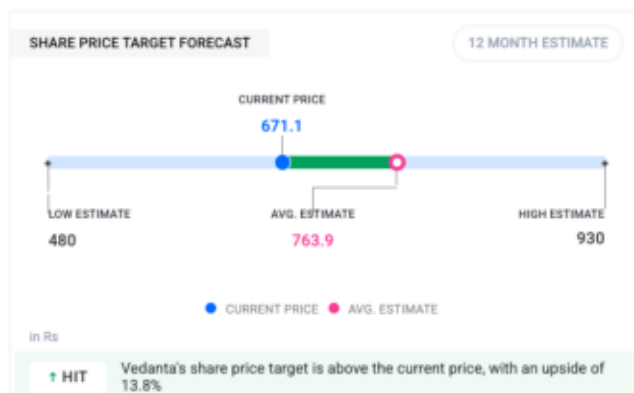 SHARE PRICE TARGET FORECAST
12 MONTH ESTIMATE
CURRENT PRICE
671.1
LOW ESTIMATE
AVG. ESTIMATE
HIGH ESTIMATE
480
763.9
930
CURRENT PRICE
AVG. ESTIMATE
in Rs
↑ HIT
Vedanta's share price target is above the current price, with an upside of
13.8%